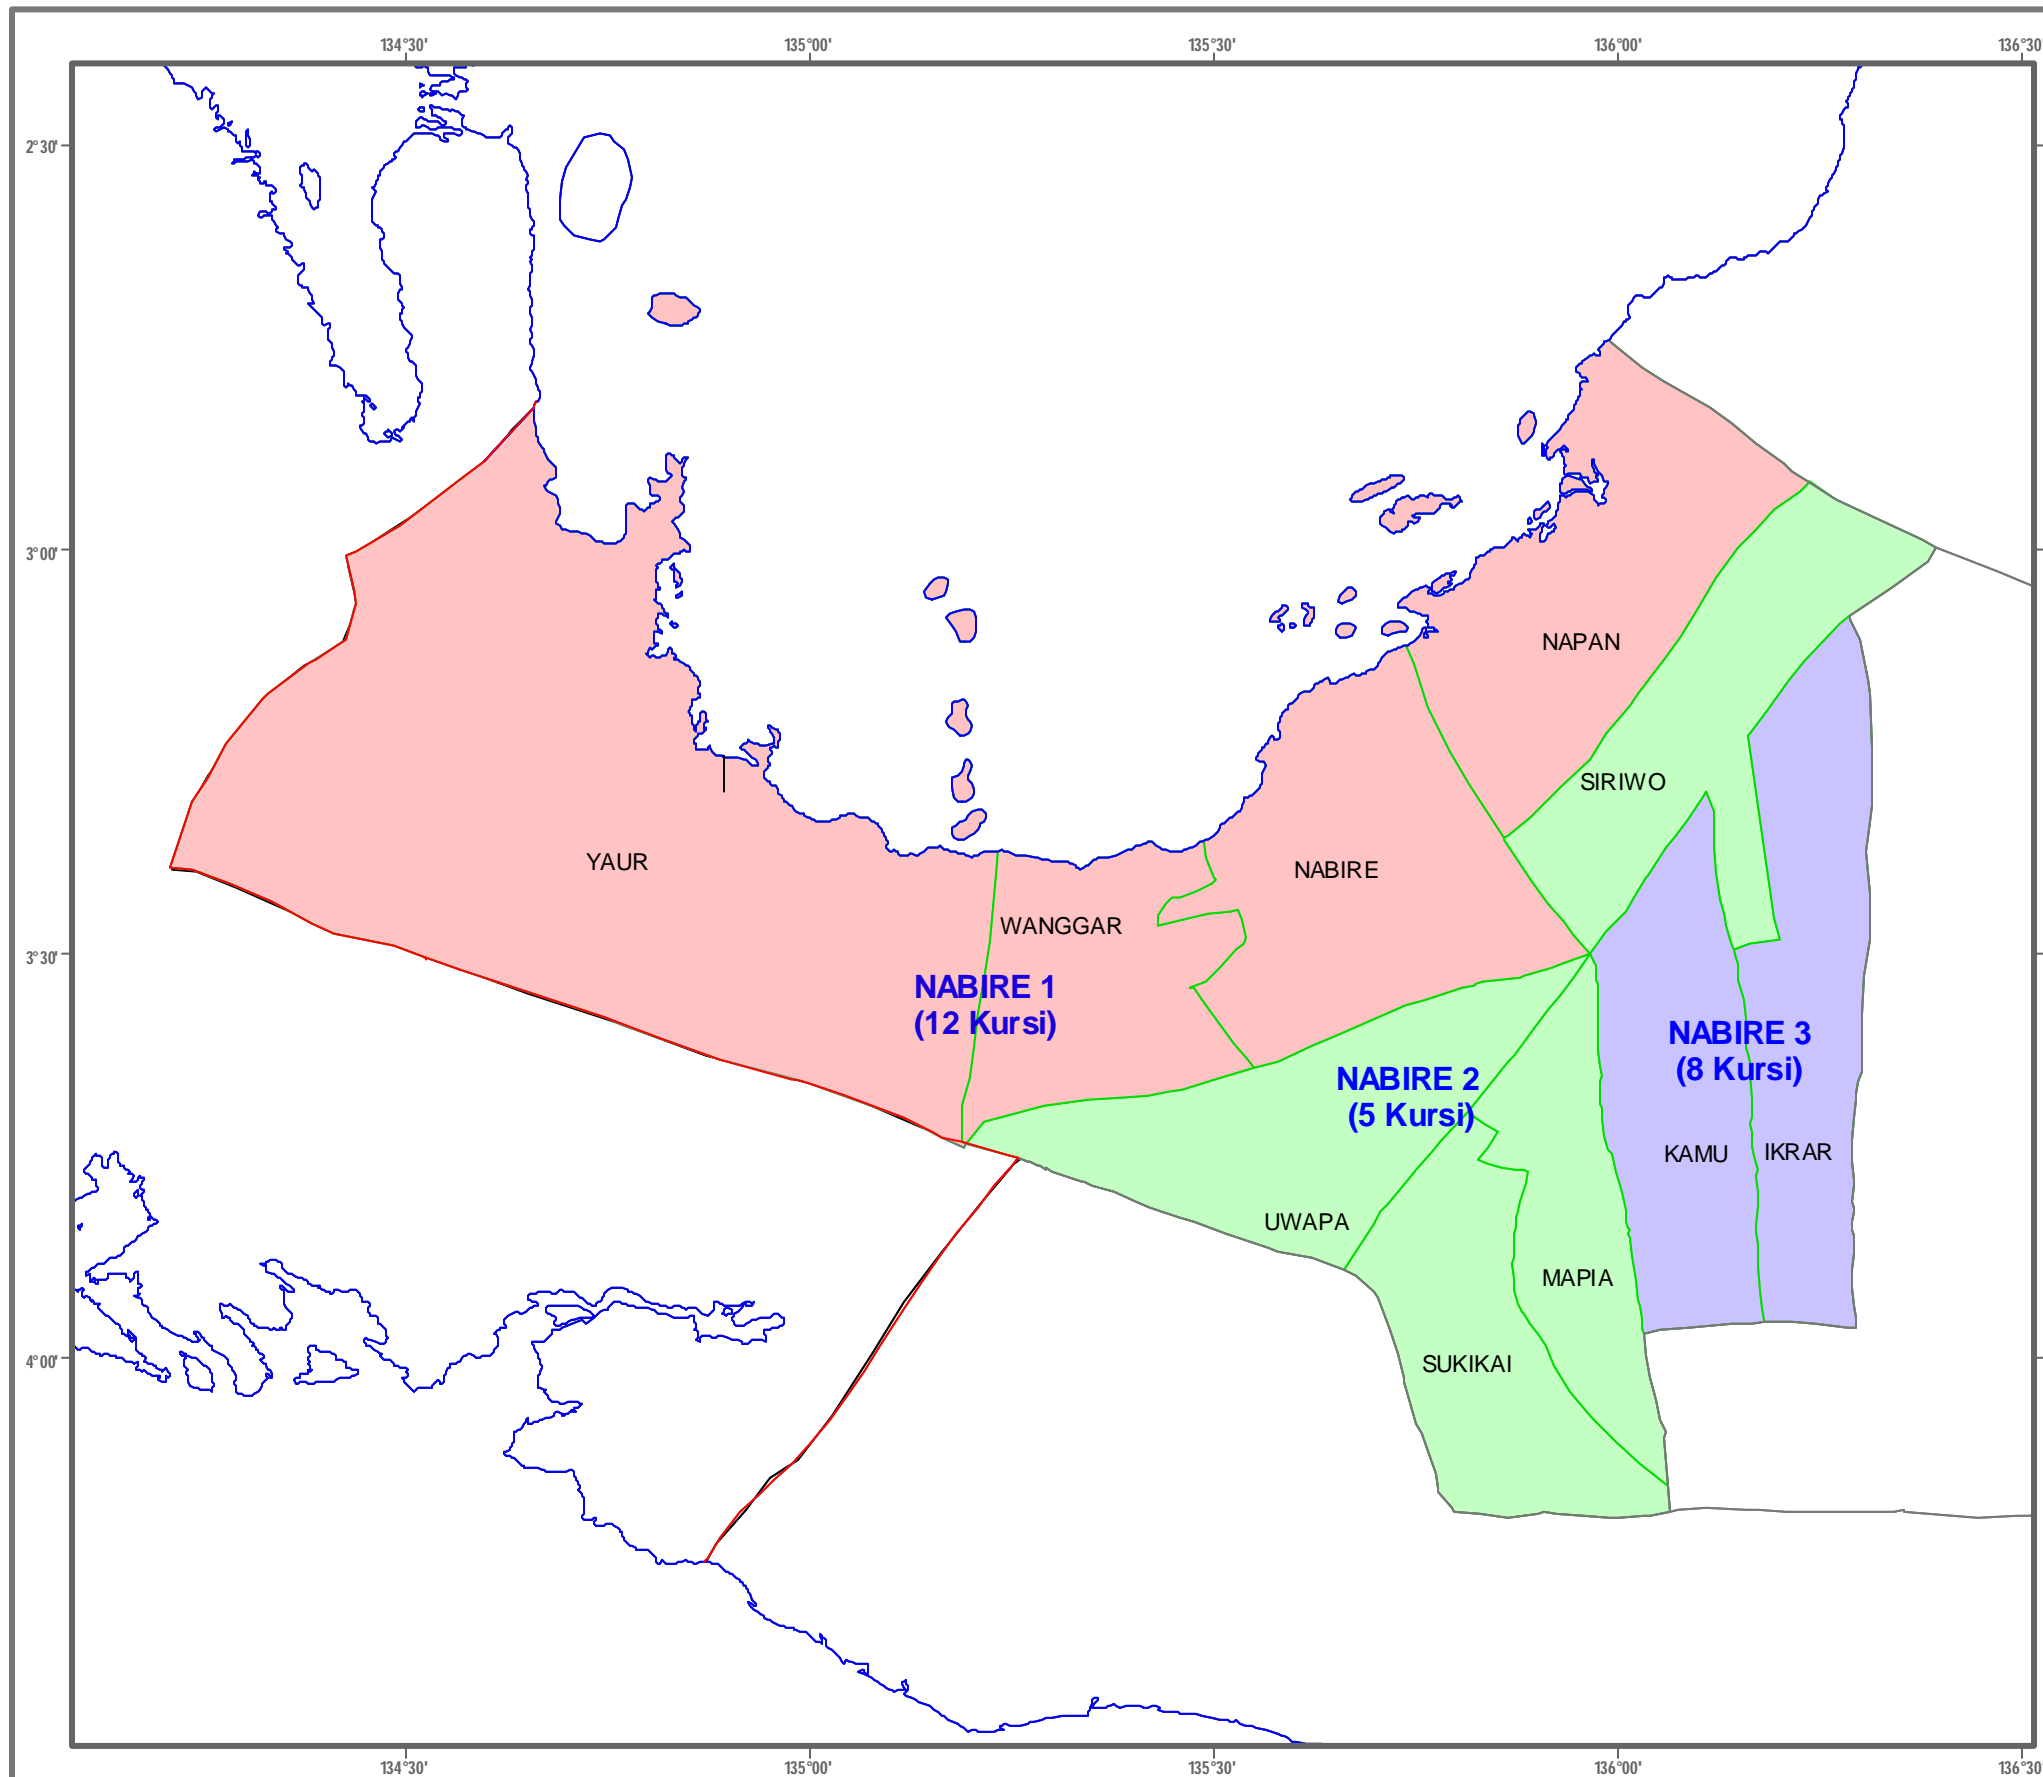 134°30' 135°00' 135°30' 136°00' 136°30'
2°30'
3°00'
NAPAN
SIRIWO
YAUR
NABIRE
WANGGAR
3°30'
NABIRE 1
(12 Kursi)
NABIRE 3
(8 Kursi)
NABIRE 2
(5 Kursi)
KAMU
IKRAR
UWAPA
MAPIA
4°00'
SUKIKAI
134°30' 135°00' 135°30' 136°00' 136°30'